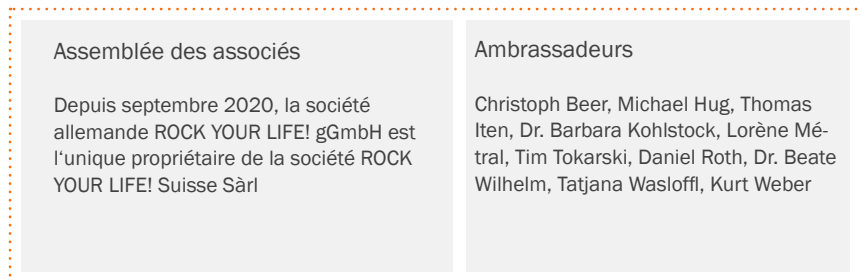 Assemblée des associés
Depuis septembre 2020, la société
allemande ROCK YOUR LIFE! gGmbH est
l‘unique propriétaire de la société ROCK
YOUR LIFE! Suisse Sàrl
Ambrassadeurs
Christoph Beer, Michael Hug, Thomas
Iten, Dr. Barbara Kohlstock, Lorène Mé-
tral, Tim Tokarski, Daniel Roth, Dr. Beate
Wilhelm, Tatjana Wasloffl, Kurt Weber